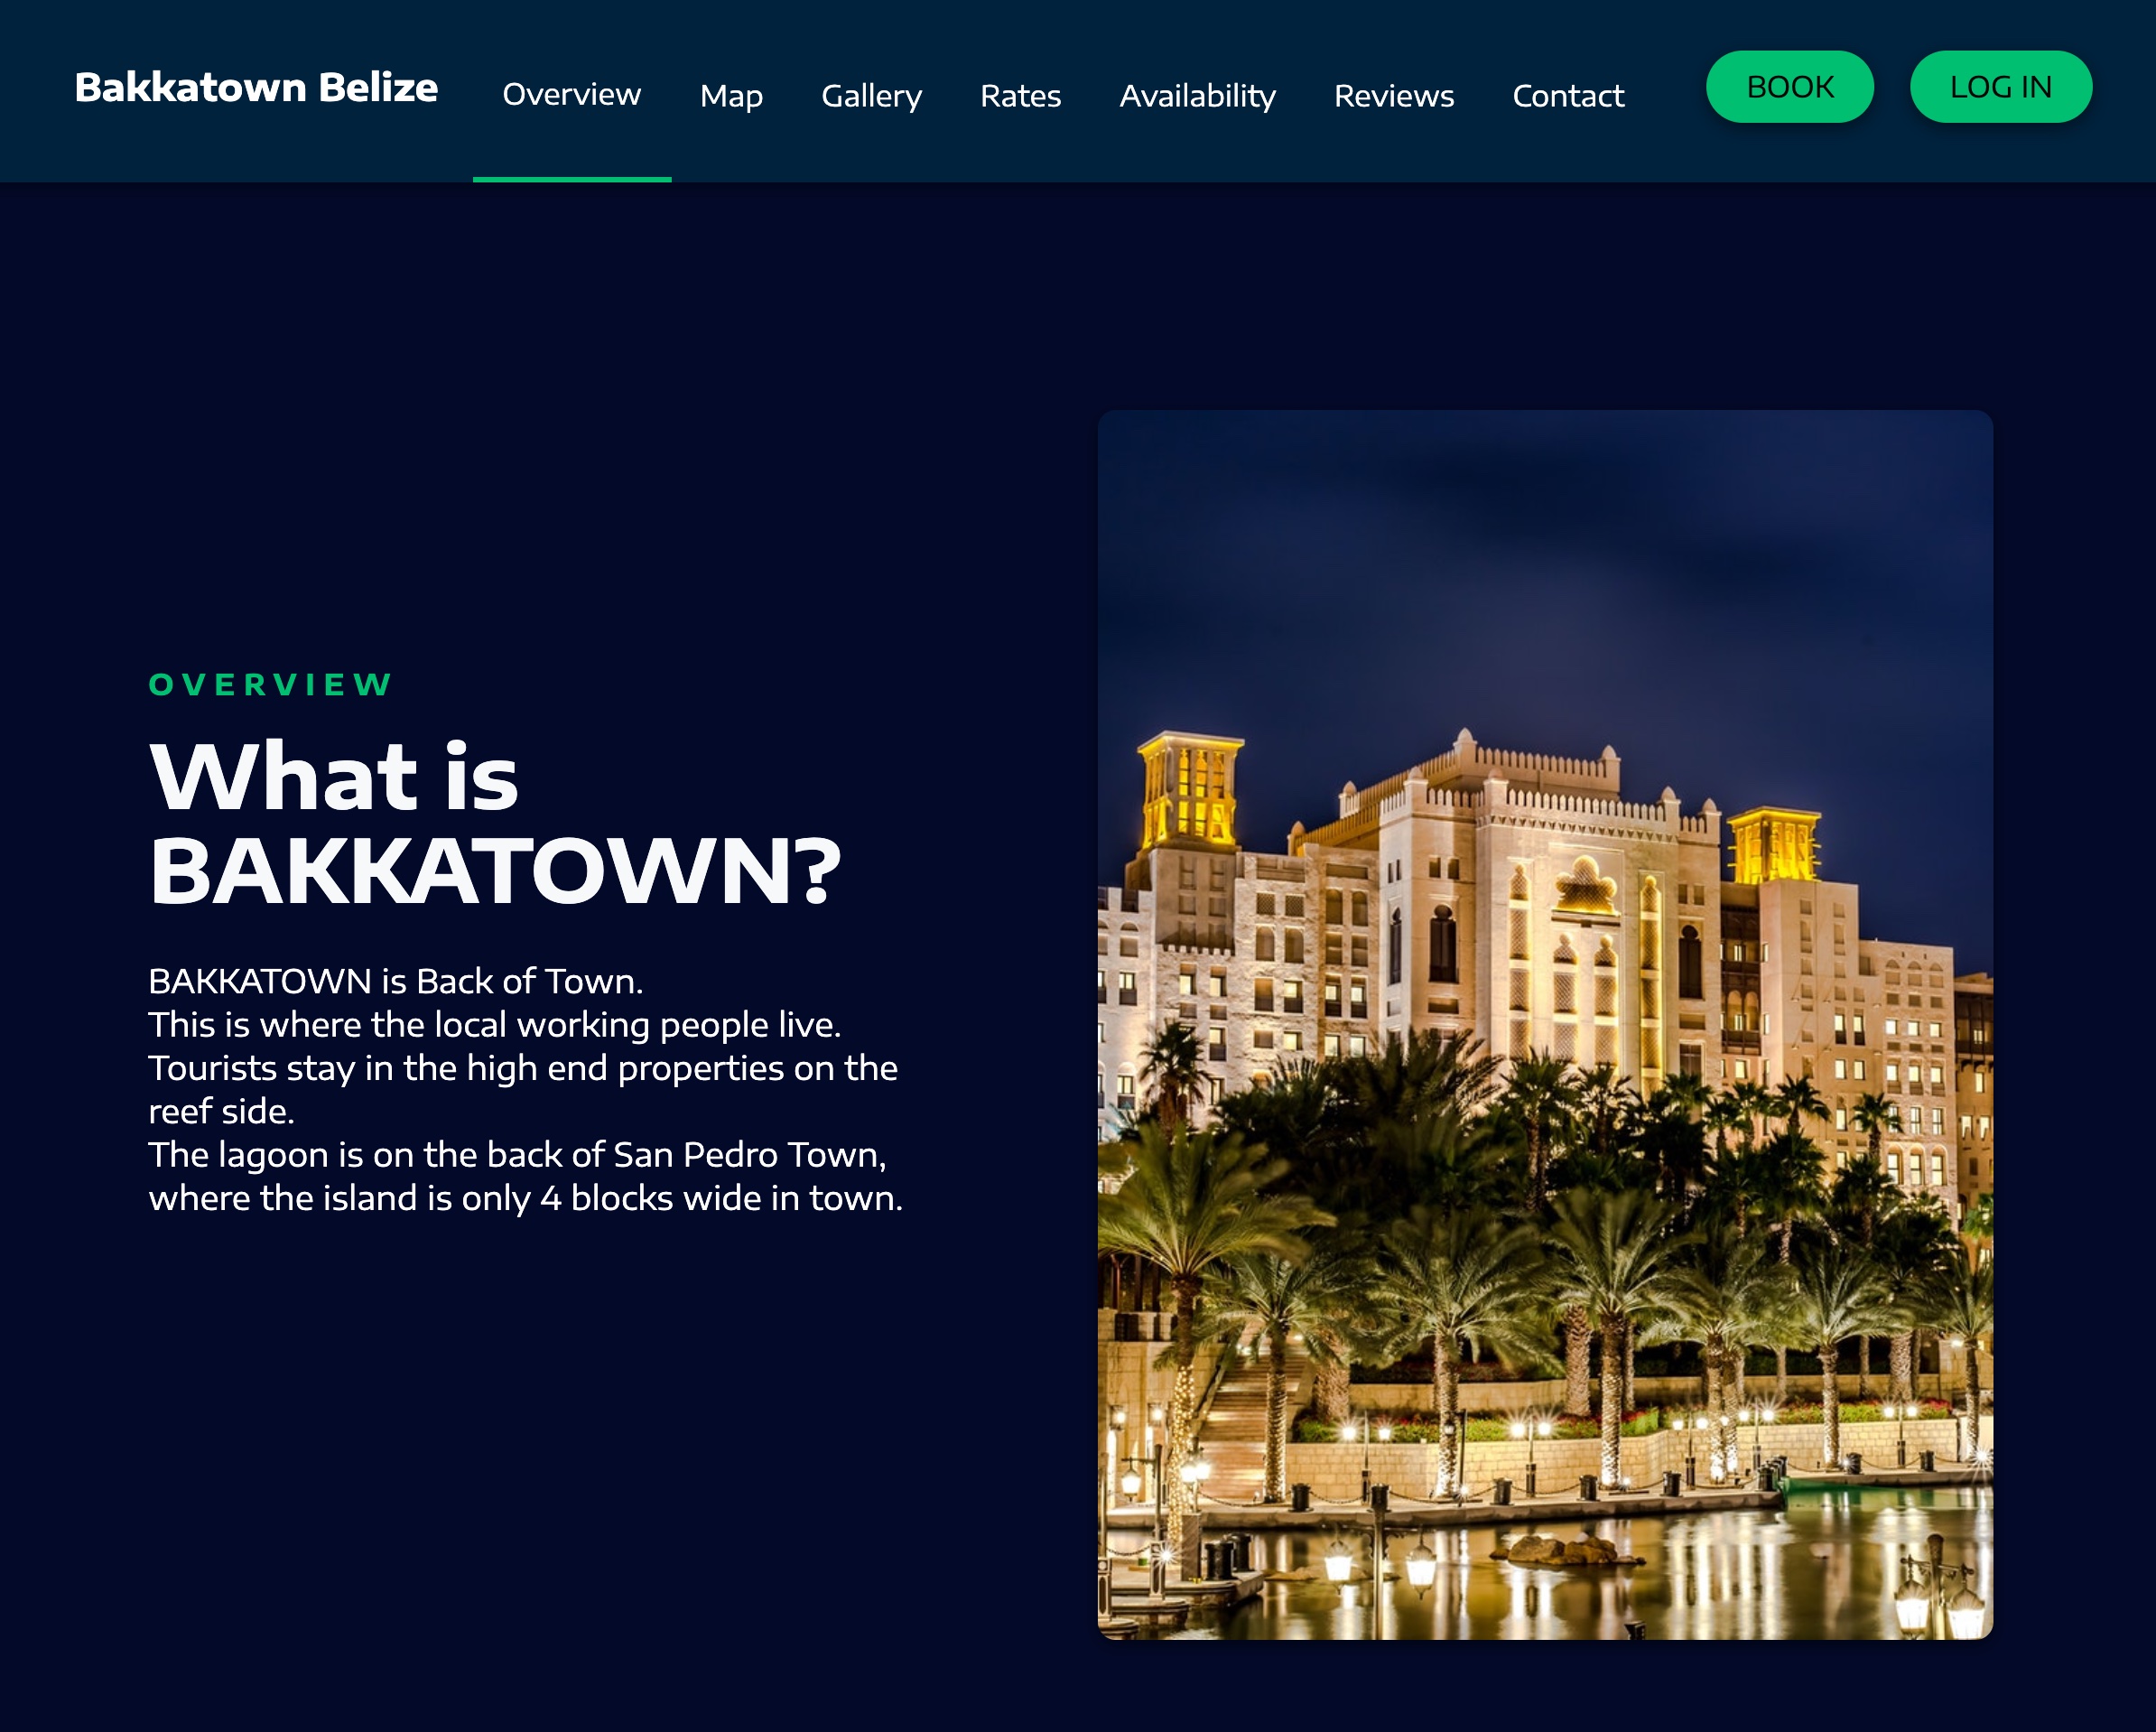 Bakkatown Belize
Overview
Map
Gallery
Rates
Availability
Reviews
Contact
BOOK
LOG IN
OVERVIEW
What is
BAKKATOWN?
BAKKATOWN is Back of Town.
This is where the local working people live.
Tourists stay in the high end properties on the
reef side.
The lagoon is on the back of San Pedro Town,
where the island is only 4 blocks wide in town.